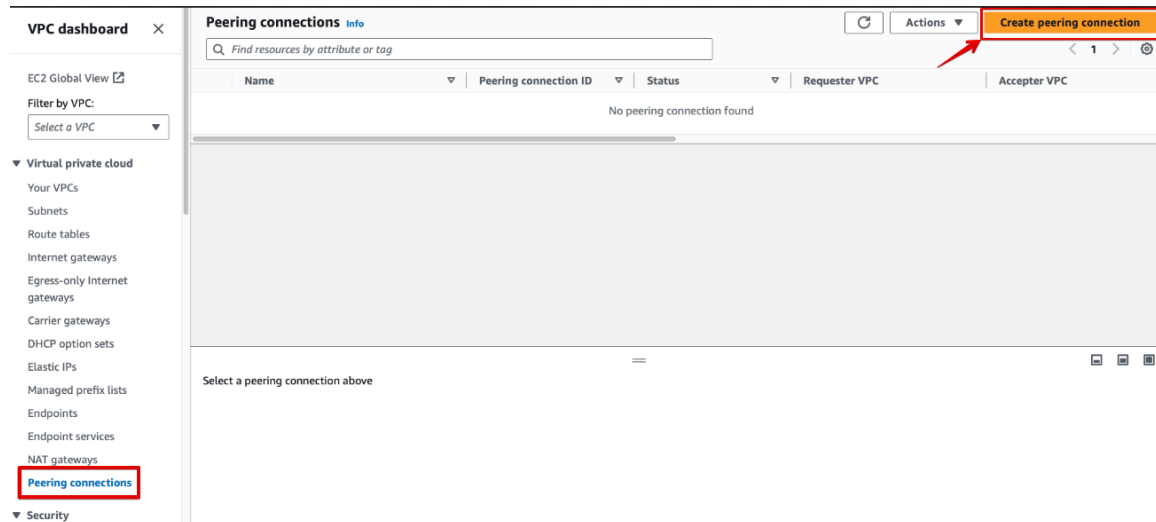 VPC dashboard
EC2 Global View
Filter by VPC:
Select a VPC
Virtual private cloud
Your VPCs
Subnets
Route tables
Internet gateways
Egress-only Internet
gateways
Carrier gateways
DHCP option sets
Elastic IPs
Managed prefix lists
Endpoints
Endpoint services
NAT gateways
Peering connections
Security
Peering connections Info
Actions
Create peering connection
Find resources by attribute or tag
1
Name Peering connection ID Status Requester VPC Accepter VPC
No peering connection found
Select a peering connection above